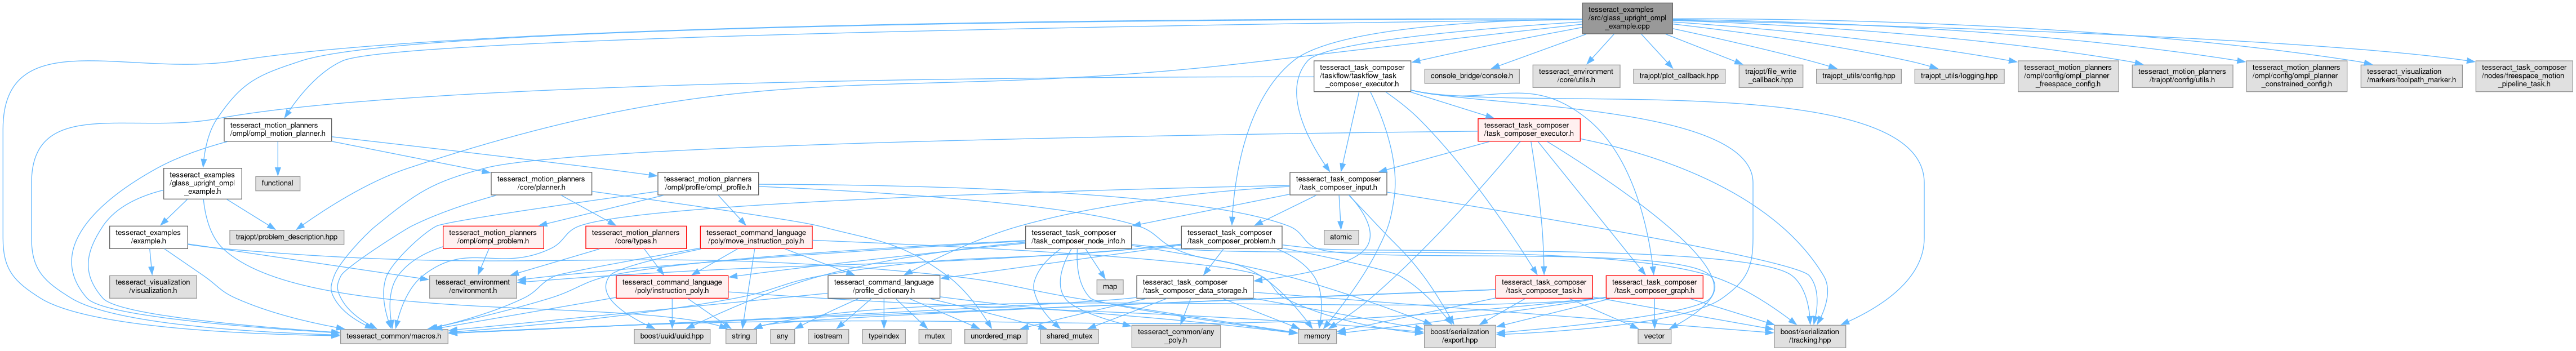 tesseract_examples
/src/glass_upright_ompl
_example.cpp
tesseract_task_composer
/taskflow/taskflow_task
_composer_executor.h
console_bridge/console.h
tesseract_environment
/core/utils.h
trajopt/plot_callback.hpp
trajopt/file_write
_callback.hpp
trajopt_utils/config.hpp
trajopt_utils/logging.hpp
tesseract_motion_planners
/ompl/config/ompl_planner
_freespace_config.h
tesseract_motion_planners
/trajopt/config/utils.h
tesseract_motion_planners
/ompl/config/ompl_planner
_constrained_config.h
tesseract_visualization
/markers/toolpath_marker.h
tesseract_task_composer
/nodes/freespace_motion
_pipeline_task.h
tesseract_motion_planners
/ompl/ompl_motion_planner.h
tesseract_task_composer
/task_composer_executor.h
tesseract_examples
/glass_upright_ompl
_example.h
functional
tesseract_motion_planners
/core/planner.h
tesseract_motion_planners
/ompl/profile/ompl_profile.h
tesseract_task_composer
/task_composer_input.h
tesseract_examples
/example.h
trajopt/problem_description.hpp
tesseract_motion_planners
/ompl/ompl_problem.h
tesseract_motion_planners
/core/types.h
tesseract_command_language
/poly/move_instruction_poly.h
tesseract_task_composer
/task_composer_node_info.h
tesseract_task_composer
/task_composer_problem.h
atomic
tesseract_visualization
/visualization.h
tesseract_environment
/environment.h
tesseract_command_language
/poly/instruction_poly.h
tesseract_command_language
/profile_dictionary.h
map
tesseract_task_composer
/task_composer_data_storage.h
tesseract_task_composer
/task_composer_task.h
tesseract_task_composer
/task_composer_graph.h
tesseract_common/macros.h
boost/uuid/uuid.hpp
string
any
iostream
typeindex
mutex
unordered_map
shared_mutex
tesseract_common/any
_poly.h
memory
boost/serialization
/export.hpp
vector
boost/serialization
/tracking.hpp